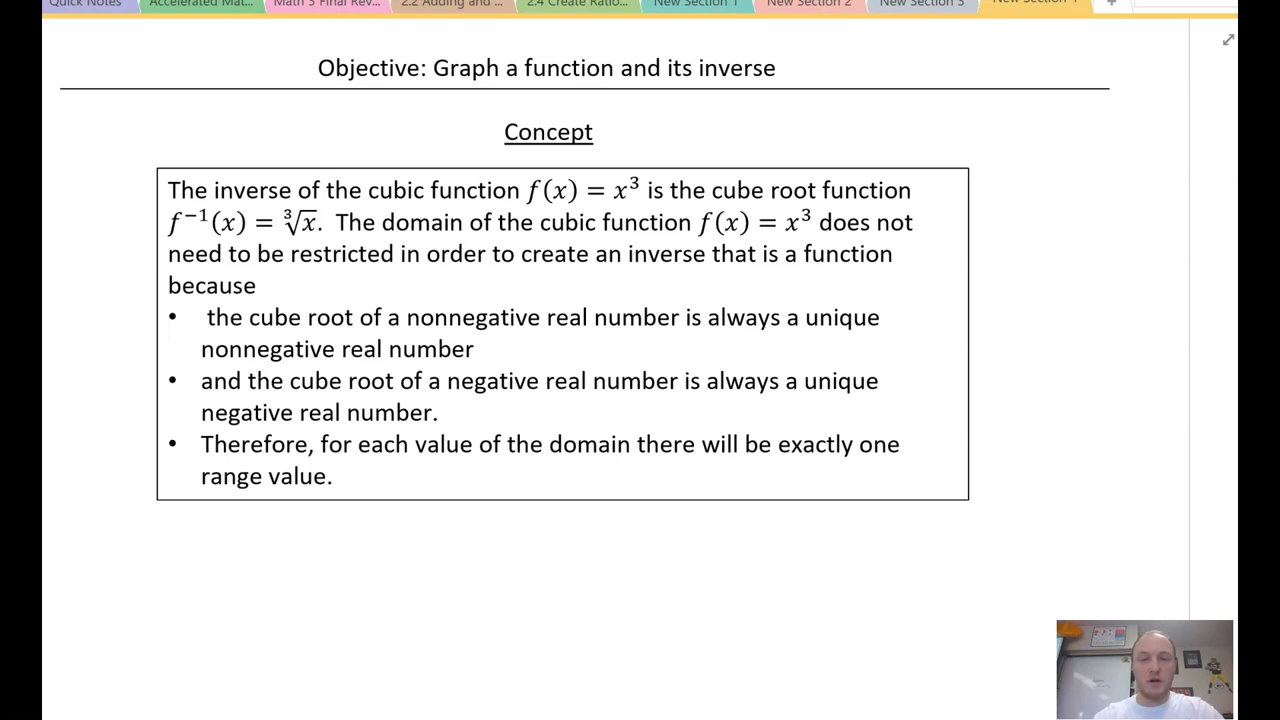 Quick Notes Accelerated Mat... Math 3 Final Rev... 2.2 Adding and ... 2.4 Create Ratio... New Section 1 New Section 2 New Section 3 New Section
Objective: Graph a function and its inverse
Concept
The inverse of the cubic function f(x) = x³ is the cube root function
f⁻¹(x) = ∛x. The domain of the cubic function f(x) = x³ does not
need to be restricted in order to create an inverse that is a function
because
• the cube root of a nonnegative real number is always a unique
nonnegative real number
• and the cube root of a negative real number is always a unique
negative real number.
• Therefore, for each value of the domain there will be exactly one
range value.